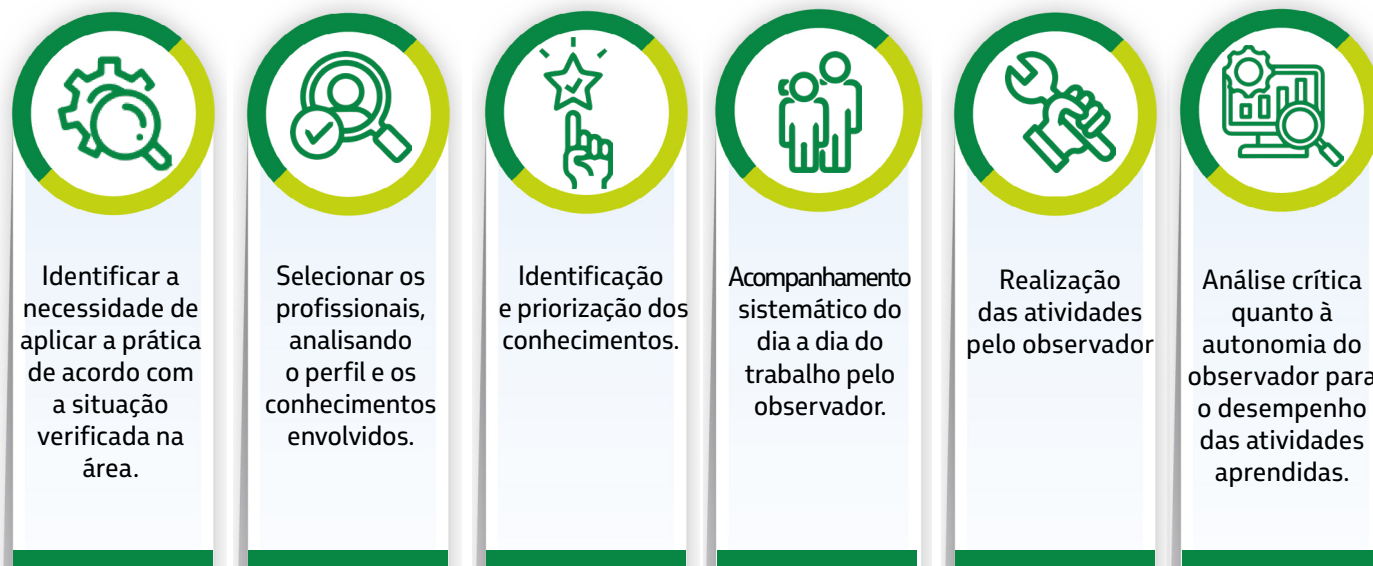 Identificar a
necessidade de
aplicar a prática
de acordo com
a situação
verificada na
área.
Selecionar os
profissionais,
analisando
o perfil e os
conhecimentos
envolvidos.
Identificação
e priorização dos
conhecimentos.
Acompanhamento
sistemático do
dia a dia do
trabalho pelo
observador.
Realização
das atividades
pelo observador
Análise crítica
quanto à
autonomia do
observador para
o desempenho
das atividades
aprendidas.